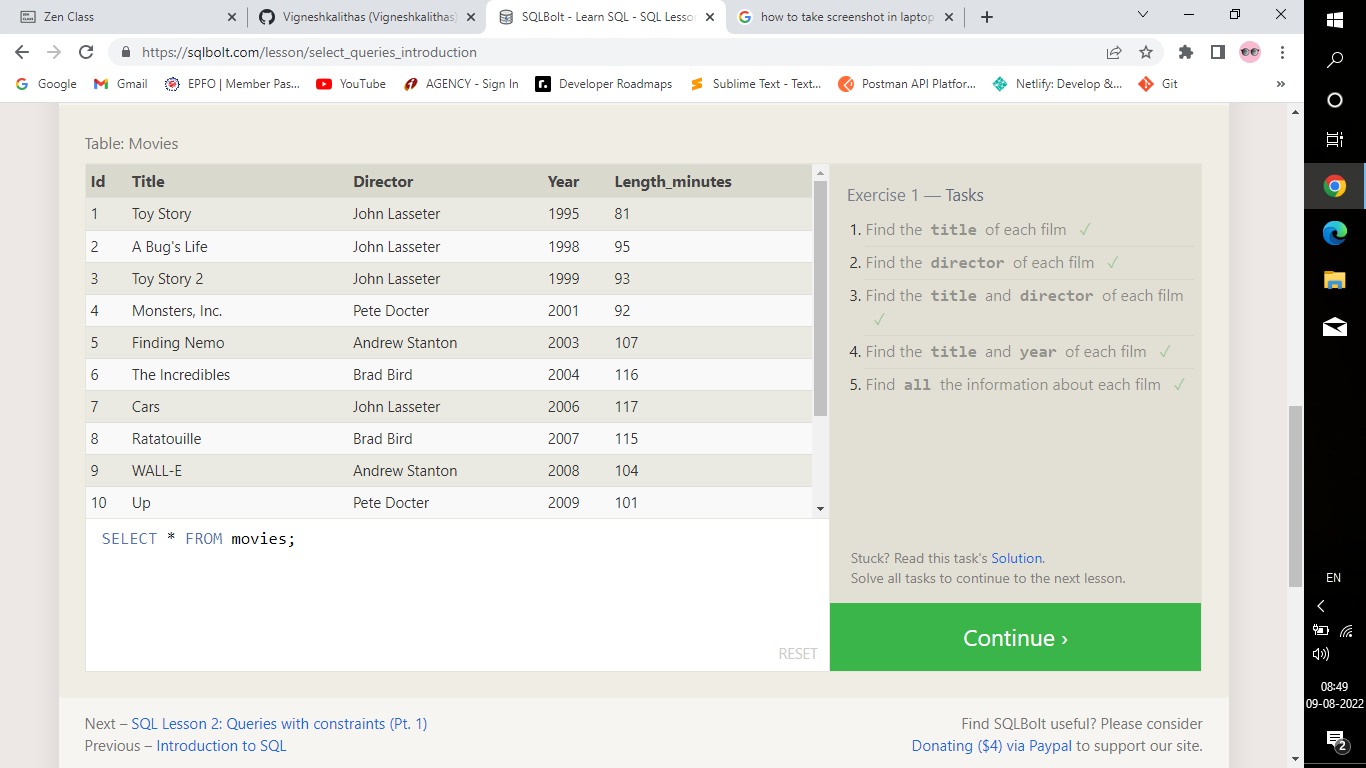 Zen Class
Vigneshkalithas (Vigneshkalithas)
SQLBolt - Learn SQL - SQL Lesso
how to take screenshot in laptop
https://sqlbolt.com/lesson/select_queries_introduction
Google
Gmail
EPFO | Member Pas...
YouTube
AGENCY - Sign In
Developer Roadmaps
Sublime Text - Text...
Postman API Platfor...
Netlify: Develop &...
Git
»
Table: Movies
Id Title Director Year Length_minutes
1 Toy Story John Lasseter 1995 81
2 A Bug's Life John Lasseter 1998 95
3 Toy Story 2 John Lasseter 1999 93
4 Monsters, Inc. Pete Docter 2001 92
5 Finding Nemo Andrew Stanton 2003 107
6 The Incredibles Brad Bird 2004 116
7 Cars John Lasseter 2006 117
8 Ratatouille Brad Bird 2007 115
9 WALL-E Andrew Stanton 2008 104
10 Up Pete Docter 2009 101
SELECT * FROM movies;
RESET
Exercise 1 — Tasks
1. Find the title of each film ✓
2. Find the director of each film ✓
3. Find the title and director of each film
✓
4. Find the title and year of each film ✓
5. Find all the information about each film ✓
Stuck? Read this task's Solution.
Solve all tasks to continue to the next lesson.
Continue ›
Next – SQL Lesson 2: Queries with constraints (Pt. 1)
Previous – Introduction to SQL
Find SQLBolt useful? Please consider
Donating ($4) via Paypal to support our site.
EN
08:49
09-08-2022
2